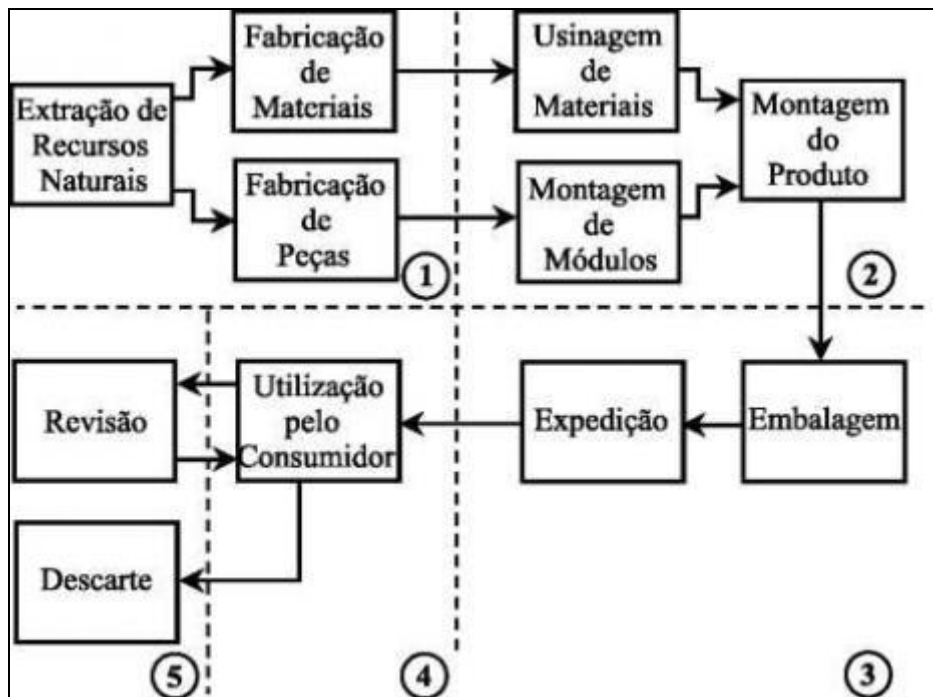 Extração de
Recursos
Naturais
Fabricação
de
Materiais
Fabricação
de
Peças
1
Usinagem
de
Materiais
Montagem
de
Módulos
Montagem
do
Produto
2
Embalagem
Expedição
3
Utilização
pelo
Consumidor
4
Revisão
Descarte
5